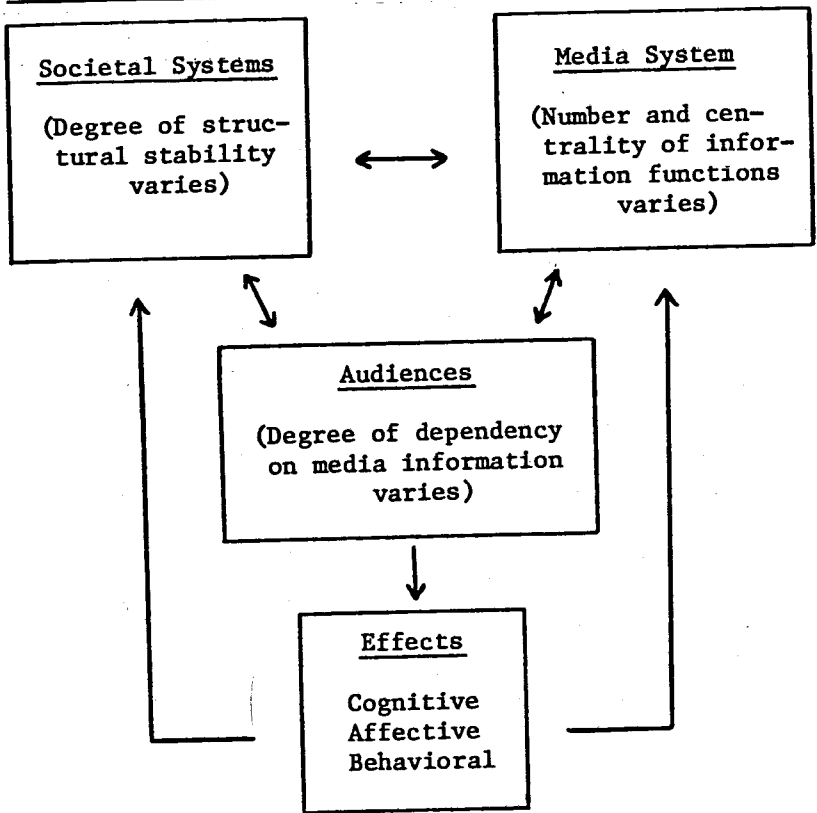 Societal Systems
(Degree of struc-
tural stability
varies)
Media System
(Number and cen-
trality of infor-
mation functions
varies)
Audiences
(Degree of dependency
on media information
varies)
Effects
Cognitive
Affective
Behavioral